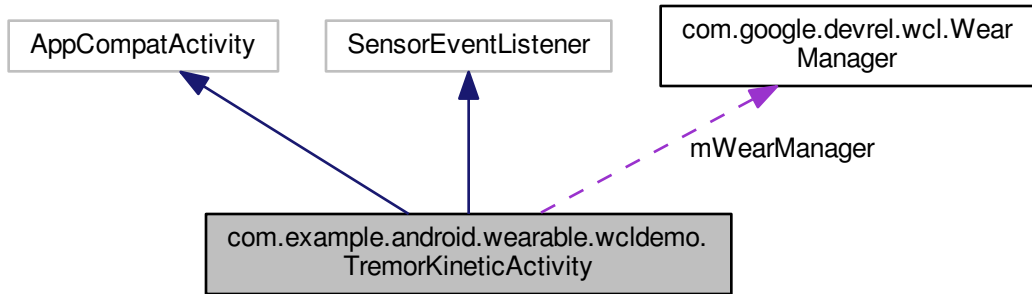 AppCompatActivity
SensorEventListener
com.google.devrel.wcl.Wear
Manager
mWearManager
com.example.android.wearable.wcldemo.
TremorKineticActivity